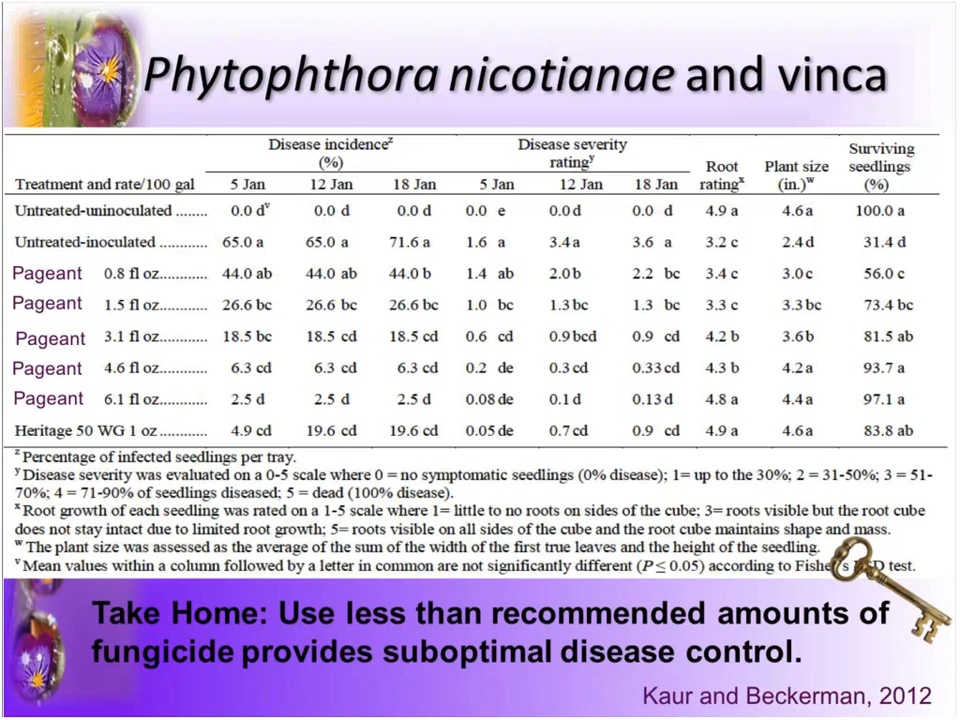 Phytophthora nicotianae and vinca
Disease incidence^z (%) Disease severity rating^y
Treatment and rate/100 gal 5 Jan 12 Jan 18 Jan 5 Jan 12 Jan 18 Jan Root rating^x Plant size (in.)^w Surviving seedlings (%)
Untreated-uninoculated ........ 0.0 d^v 0.0 d 0.0 d 0.0 e 0.0 d 0.0 d 4.9 a 4.6 a 100.0 a
Untreated-inoculated ............ 65.0 a 65.0 a 71.6 a 1.6 a 3.4 a 3.6 a 3.2 c 2.4 d 31.4 d
Pageant 0.8 fl oz............ 44.0 ab 44.0 ab 44.0 b 1.4 ab 2.0 b 2.2 bc 3.4 c 3.0 c 56.0 c
Pageant 1.5 fl oz............ 26.6 bc 26.6 bc 26.6 bc 1.0 bc 1.3 bc 1.3 bc 3.3 c 3.3 bc 73.4 bc
Pageant 3.1 fl oz............ 18.5 bc 18.5 cd 18.5 cd 0.6 cd 0.9 bcd 0.9 cd 4.2 b 3.6 b 81.5 ab
Pageant 4.6 fl oz............ 6.3 cd 6.3 cd 6.3 cd 0.2 de 0.3 cd 0.33 cd 4.3 b 4.2 a 93.7 a
Pageant 6.1 fl oz............ 2.5 d 2.5 d 2.5 d 0.08 de 0.1 d 0.13 d 4.8 a 4.4 a 97.1 a
Heritage 50 WG 1 oz ............ 4.9 cd 19.6 cd 19.6 cd 0.05 de 0.7 cd 0.9 cd 4.9 a 4.6 a 83.8 ab
^z Percentage of infected seedlings per tray.
^y Disease severity was evaluated on a 0-5 scale where 0 = no symptomatic seedlings (0% disease); 1= up to the 30%; 2 = 31-50%; 3 = 51-
70%; 4 = 71-90% of seedlings diseased; 5 = dead (100% disease).
^x Root growth of each seedling was rated on a 1-5 scale where 1= little to no roots on sides of the cube; 3= roots visible but the root cube
does not stay intact due to limited root growth; 5= roots visible on all sides of the cube and the root cube maintains shape and mass.
^w The plant size was assessed as the average of the sum of the width of the first true leaves and the height of the seedling.
^v Mean values within a column followed by a letter in common are not significantly different (P ≤ 0.05) according to test.
Take Home: Use less than recommended amounts of
fungicide provides suboptimal disease control.
Kaur and Beckerman, 2012